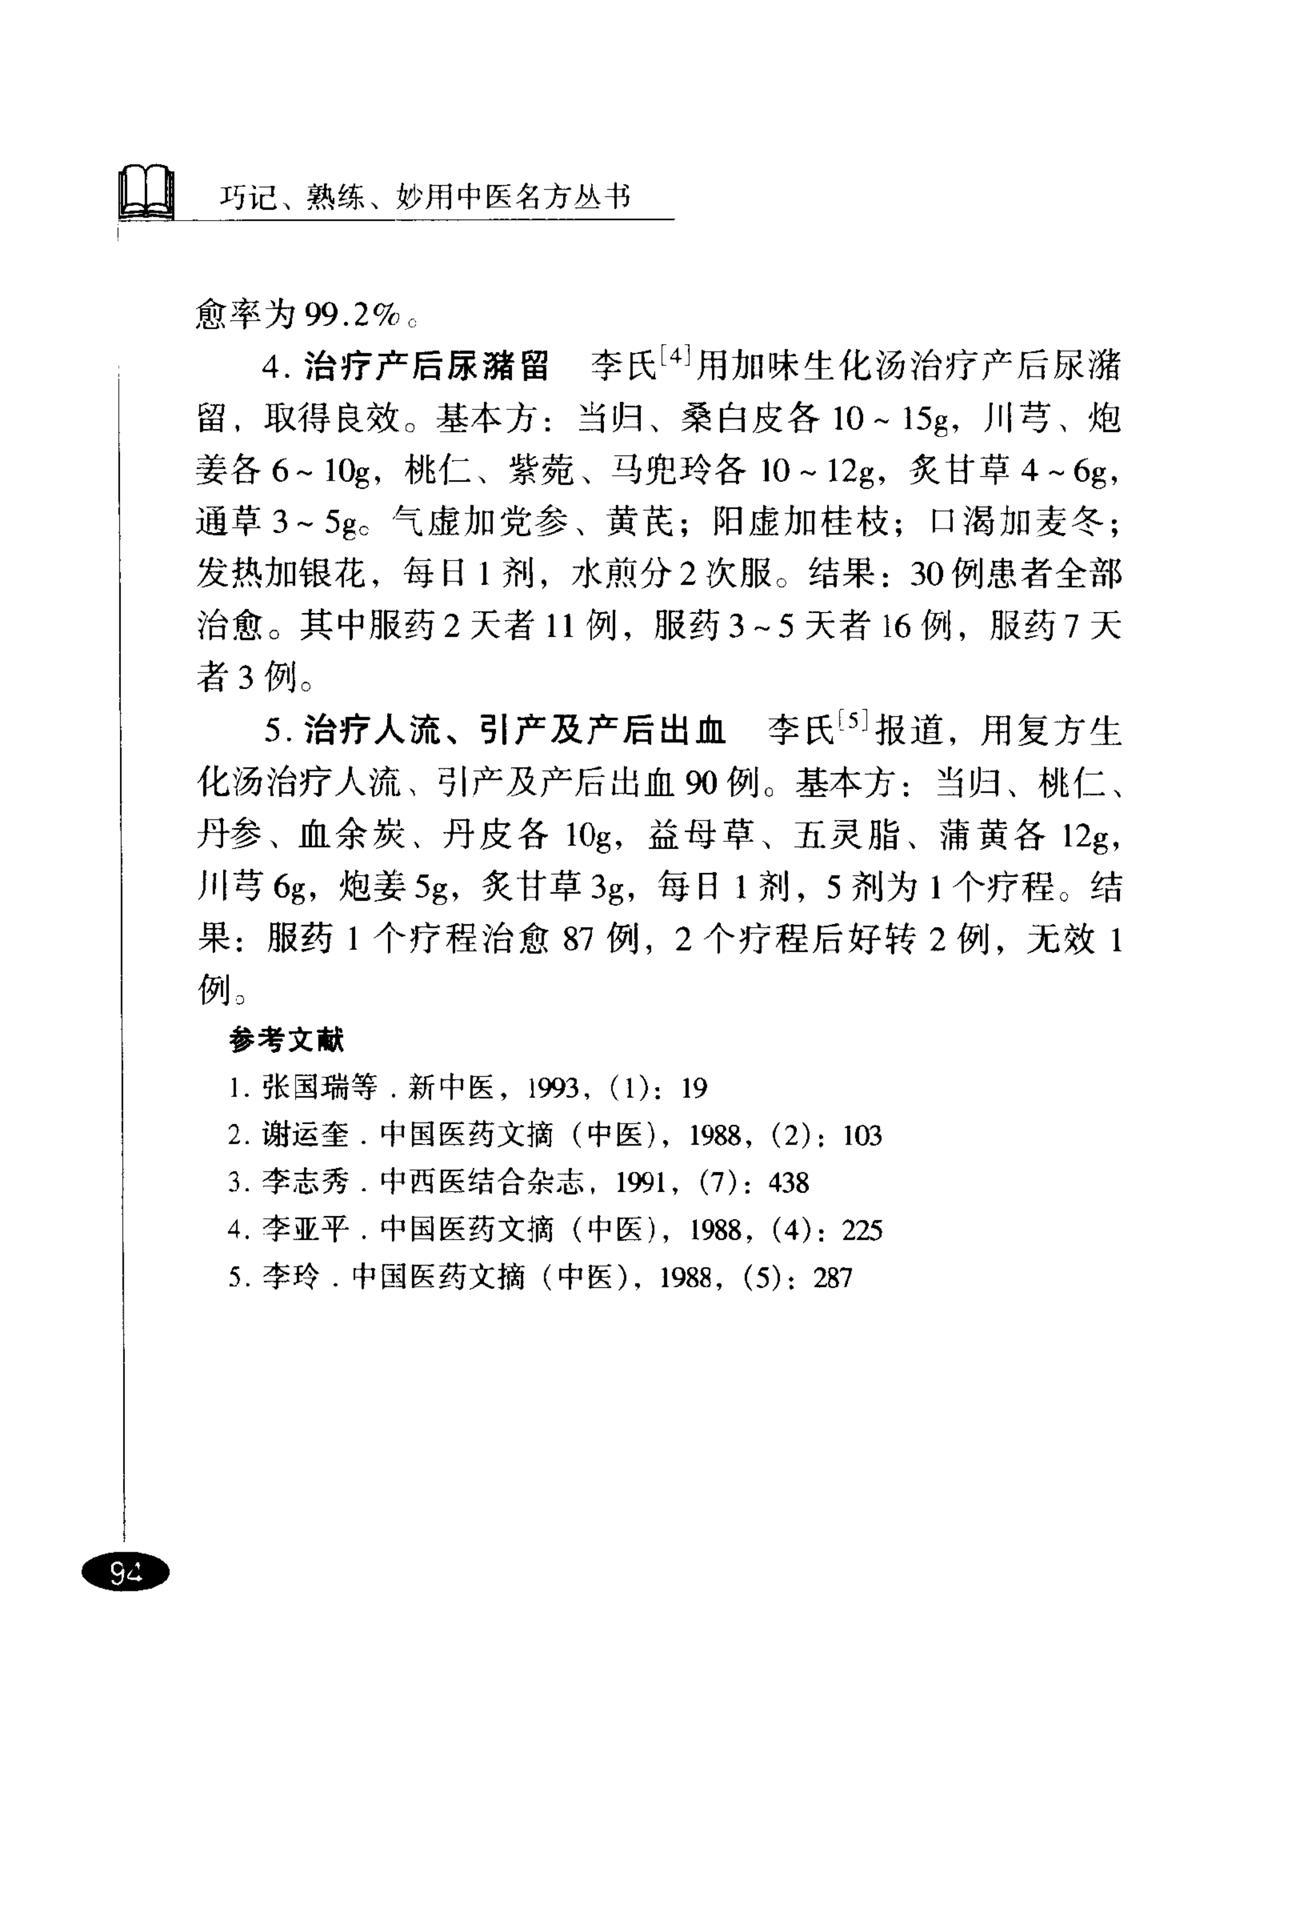 巧记、熟练、妙用中医名方丛书
愈率为99.2%。
4. 治疗产后尿潴留　李氏[4]用加味生化汤治疗产后尿潴
留，取得良效。基本方：当归、桑白皮各10~15g，川芎、炮
姜各6~10g，桃仁、紫菀、马兜玲各10~12g，炙甘草4~6g，
通草3~5g。气虚加党参、黄芪；阳虚加桂枝；口渴加麦冬；
发热加银花，每日1剂，水煎分2次服。结果：30例患者全部
治愈。其中服药2天者11例，服药3~5天者16例，服药7天
者3例。
5. 治疗人流、引产及产后出血　李氏[5]报道，用复方生
化汤治疗人流、引产及产后出血90例。基本方：当归、桃仁、
丹参、血余炭、丹皮各10g，益母草、五灵脂、蒲黄各12g，
川芎6g，炮姜5g，炙甘草3g，每日1剂，5剂为1个疗程。结
果：服药1个疗程治愈87例，2个疗程后好转2例，无效1
例。
参考文献
1. 张国瑞等．新中医，1993，(1)：19
2. 谢运奎．中国医药文摘（中医），1988，(2)：103
3. 李志秀．中西医结合杂志，1991，(7)：438
4. 李亚平．中国医药文摘（中医），1988，(4)：225
5. 李玲．中国医药文摘（中医），1988，(5)：287
94